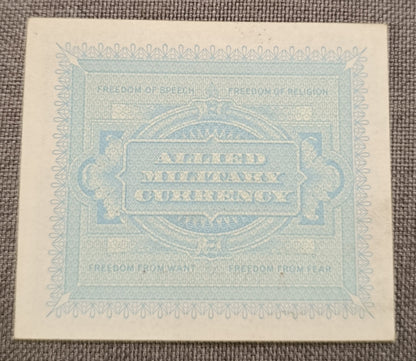 FREEDOM OF SPEECH FREEDOM OF RELIGION
ALLIED
MILITARY
CURRENCY
FREEDOM FROM WANT FREEDOM FROM FEAR